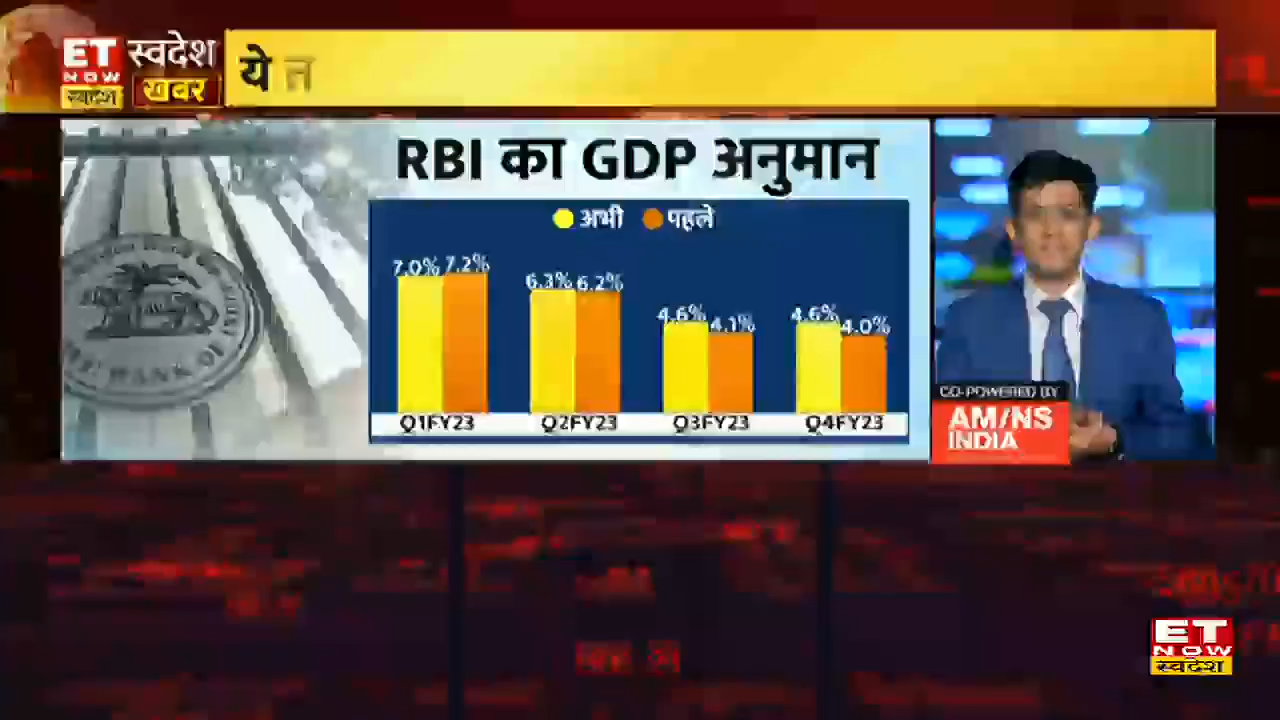 ET स्वदेश
NOW
स्वदेश खबर
ये त
RBI का GDP अनुमान
अभी पहले
7.0% 7.2% 6.3% 6.2% 4.6% 4.1% 4.6% 4.0%
Q1FY23 Q2FY23 Q3FY23 Q4FY23
BANK OF
CO-POWERED BY
AM/NS
INDIA
ET
NOW
स्वदेश